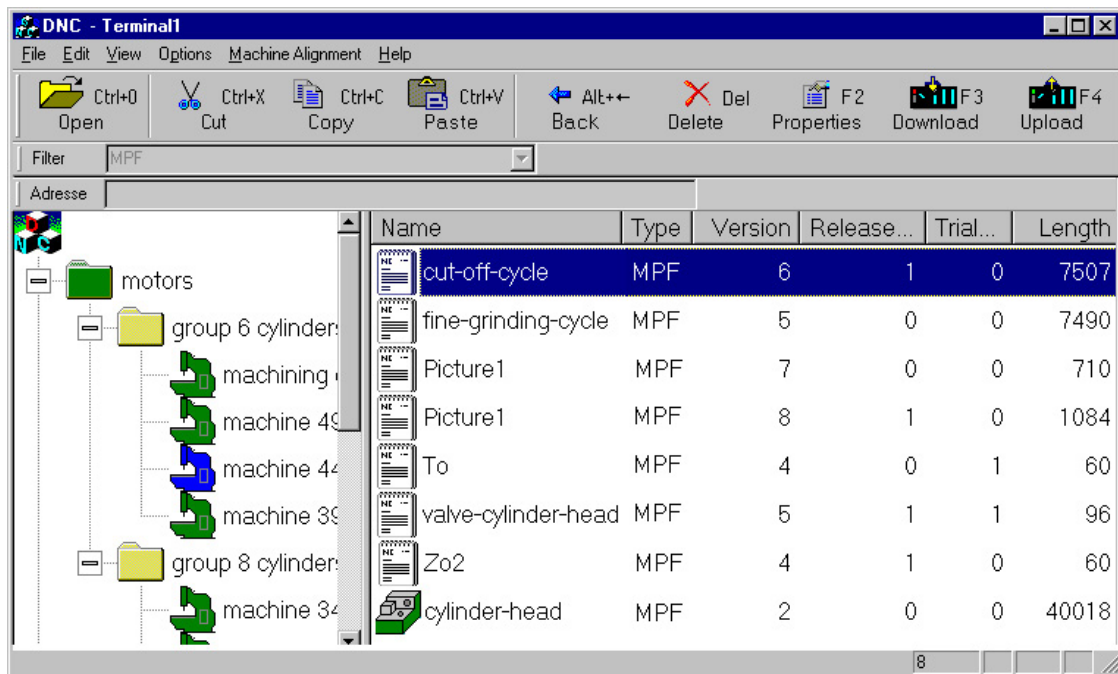 DNC - Terminal1
File Edit View Options Machine Alignment Help
Ctrl+O Ctrl+X Ctrl+C Ctrl+V Alt+← Del F2 F3 F4
Open Cut Copy Paste Back Delete Properties Download Upload
Filter MPF
Adresse
DNC
Name Type Version Release... Trial... Length
motors
group 6 cylinders
machining
machine 49
machine 44
machine 39
group 8 cylinder
machine 34
cut-off-cycle MPF 6 1 0 7507
fine-grinding-cycle MPF 5 0 0 7490
Picture1 MPF 7 0 0 710
Picture1 MPF 8 1 0 1084
To MPF 4 0 1 60
valve-cylinder-head MPF 5 1 1 96
Zo2 MPF 4 1 0 60
cylinder-head MPF 2 0 0 40018
8